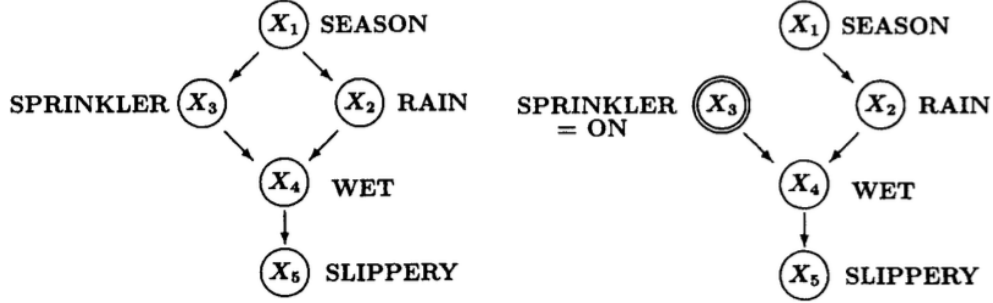 X1 SEASON
SPRINKLER X3
X2 RAIN
X4 WET
X5 SLIPPERY
X1 SEASON
SPRINKLER
= ON
X3
X2 RAIN
X4 WET
X5 SLIPPERY